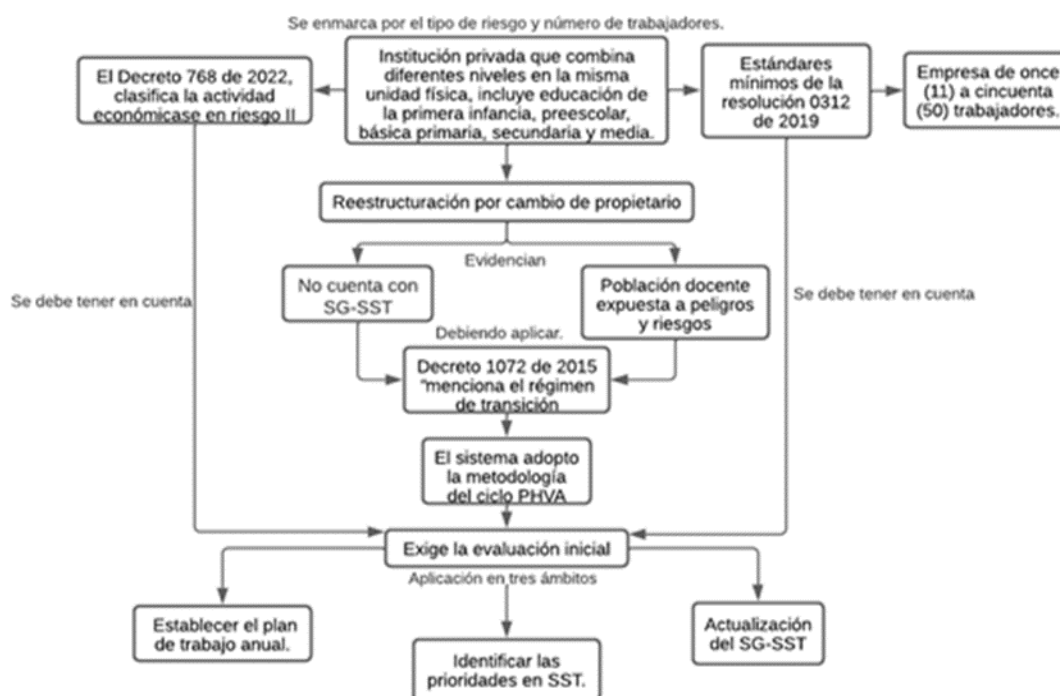 Se enmarca por el tipo de riesgo y número de trabajadores.
El Decreto 768 de 2022,
clasifica la actividad
económicase en riesgo II
Institución privada que combina
diferentes niveles en la misma
unidad física, incluye educación de
la primera infancia, preescolar,
básica primaria, secundaria y media.
Estándares
mínimos de la
resolución 0312
de 2019
Empresa de once
(11) a cincuenta
(50) trabajadores.
Reestructuración por cambio de propietario
Evidencian
Se debe tener en cuenta
No cuenta con
SG-SST
Población docente
expuesta a peligros
y riesgos
Se debe tener en cuenta
Debiendo aplicar.
Decreto 1072 de 2015
"menciona el régimen
de transición
El sistema adopto
la metodología
del ciclo PHVA
Exige la evaluación inicial
Aplicación en tres ámbitos
Establecer el plan
de trabajo anual.
Identificar las
prioridades en SST.
Actualización
del SG-SST